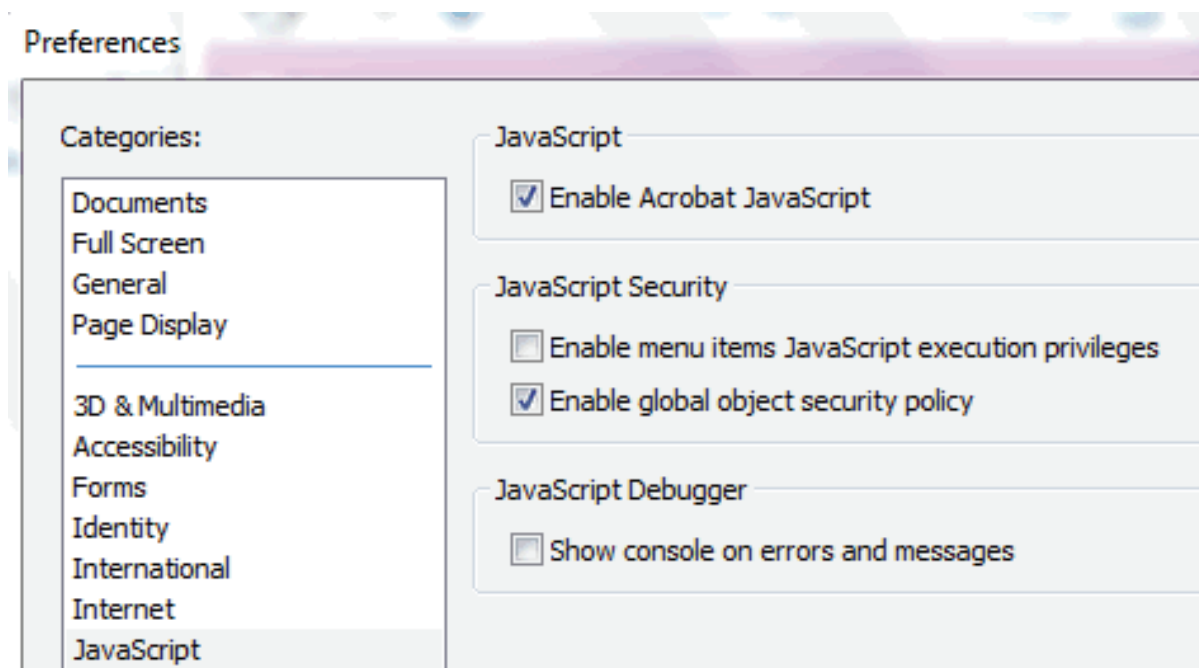 Preferences
Categories:
Documents
Full Screen
General
Page Display
3D & Multimedia
Accessibility
Forms
Identity
International
Internet
JavaScript
JavaScript
Enable Acrobat JavaScript
JavaScript Security
Enable menu items JavaScript execution privileges
Enable global object security policy
JavaScript Debugger
Show console on errors and messages